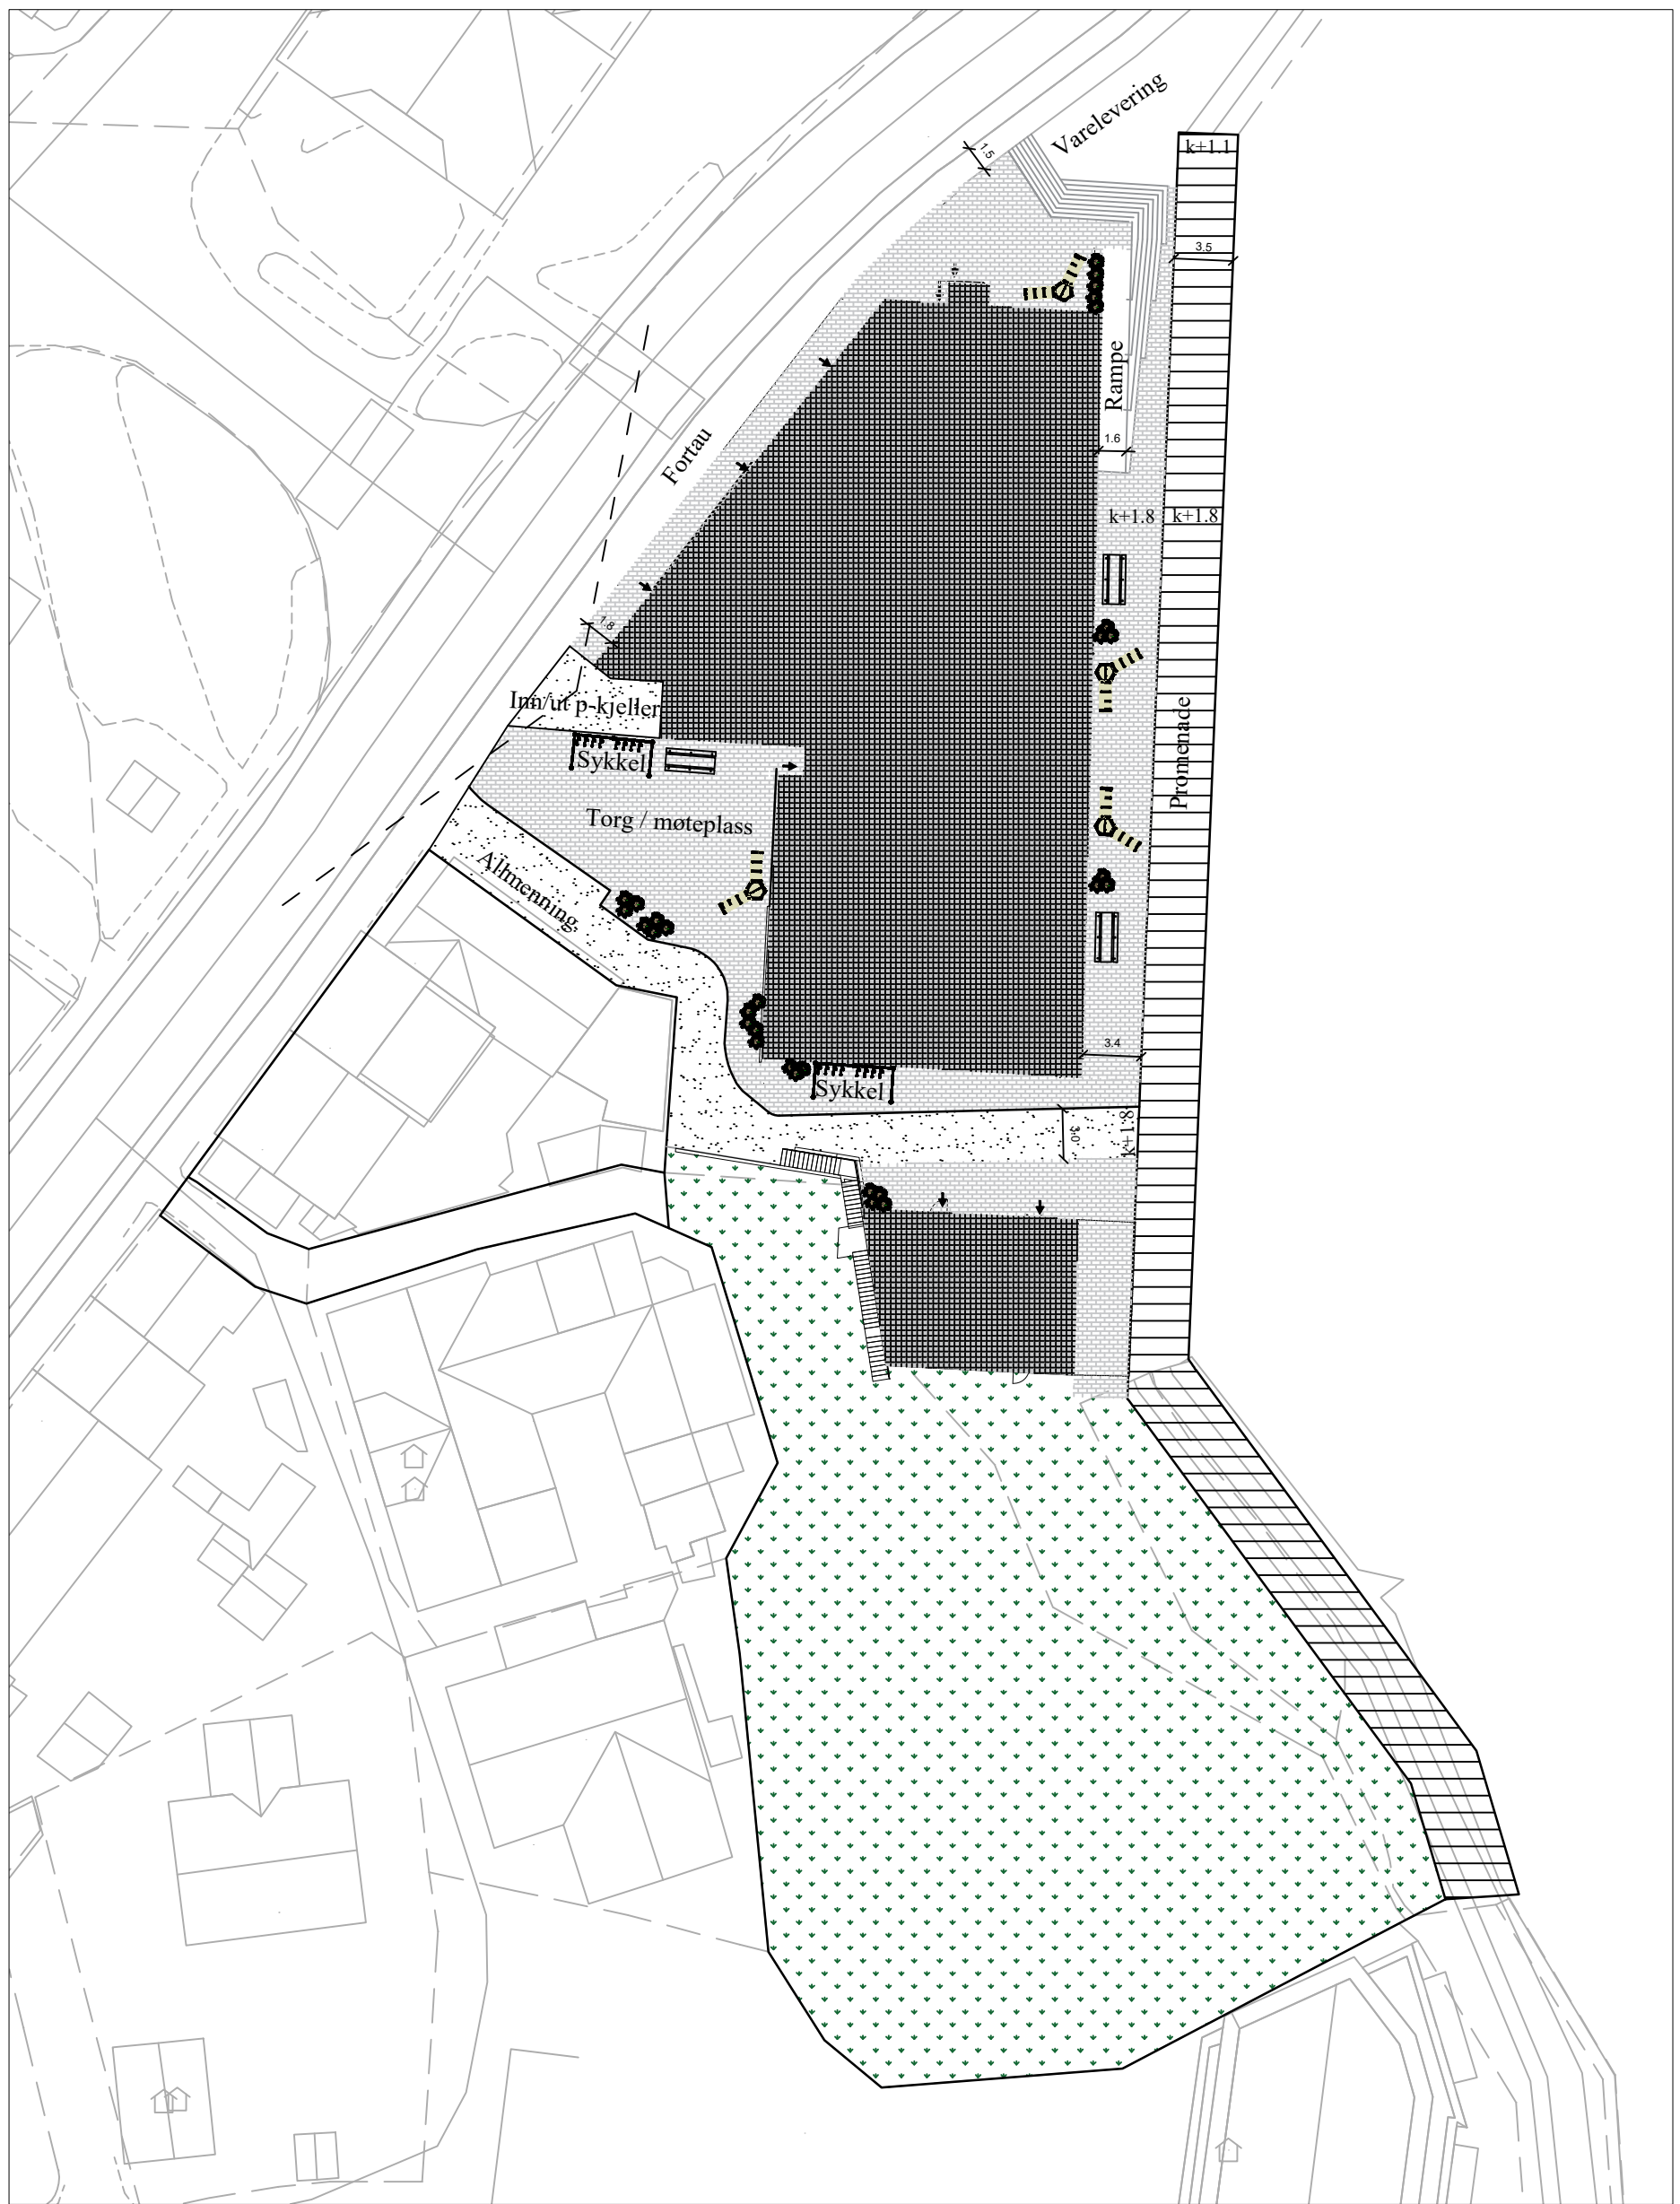 Varelevering
1.5
k+1.1
3.5
Rampe
Fortau
1.6
k+1.8
k+1.8
1.8
Inn/ut p-kjeller
Sykkel
Promenade
Torg / møteplass
Allmenning
3.4
Sykkel
3.0
k+1.8